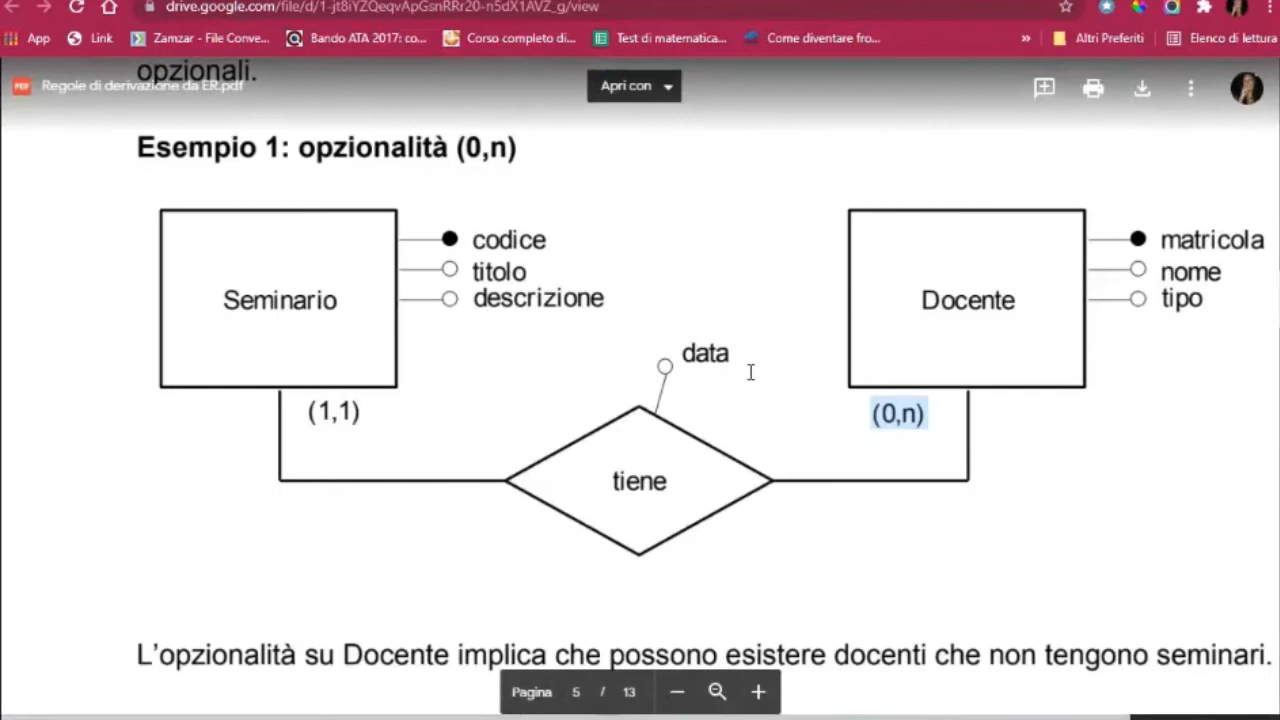 drive.google.com/file/d/1-jt8iYZQeqvApGsnRRr20-n5dX1AVZ_g/view
App Link Zamzar - File Conve... Bando ATA 2017: co... Corso completo di... Test di matematica... Come diventare fro... » Altri Preferiti Elenco di lettura
opzionali.
PDF Regole di derivazione da ER.pdf Apri con
Esempio 1: opzionalità (0,n)
Seminario
codice
titolo
descrizione
Docente
matricola
nome
tipo
data
(1,1)
(0,n)
tiene
L'opzionalità su Docente implica che possono esistere docenti che non tengono seminari.
Pagina 5 / 13